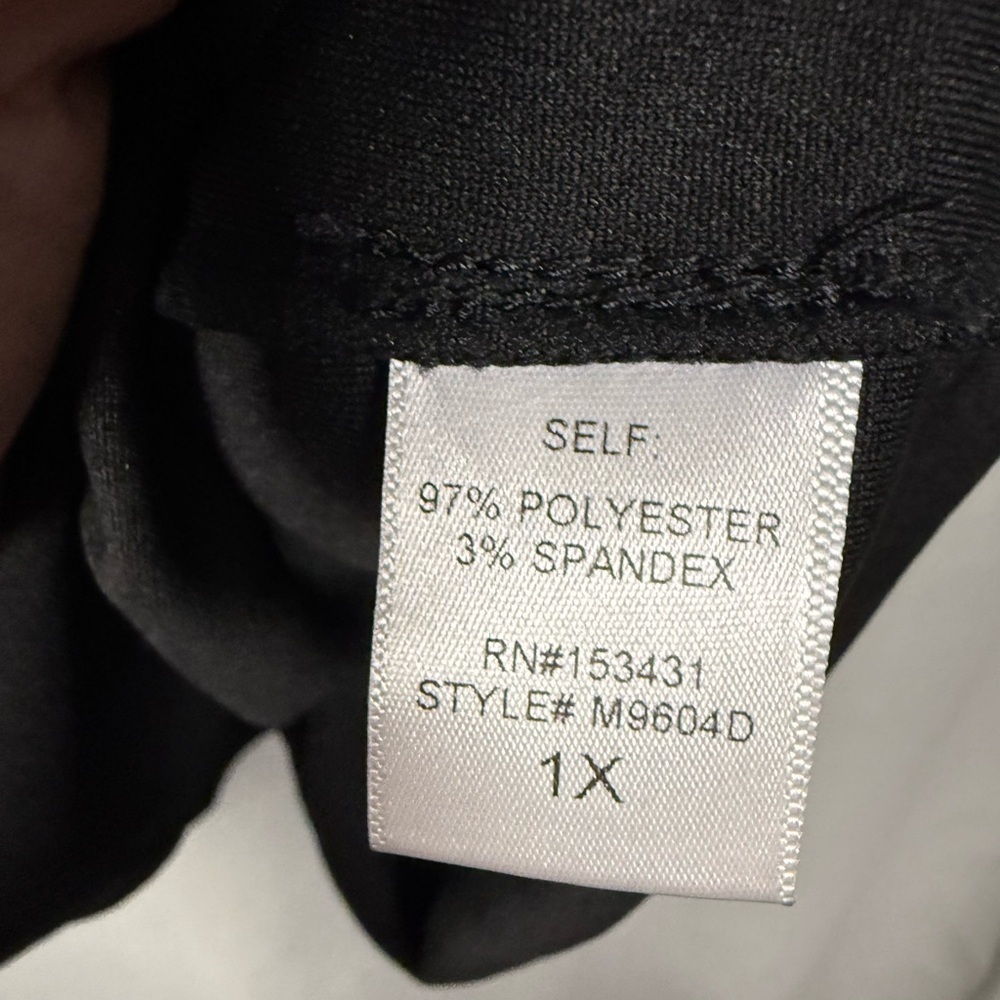 SELF:
97% POLYESTER
3% SPANDEX
RN#153431
STYLE# M9604D
1X